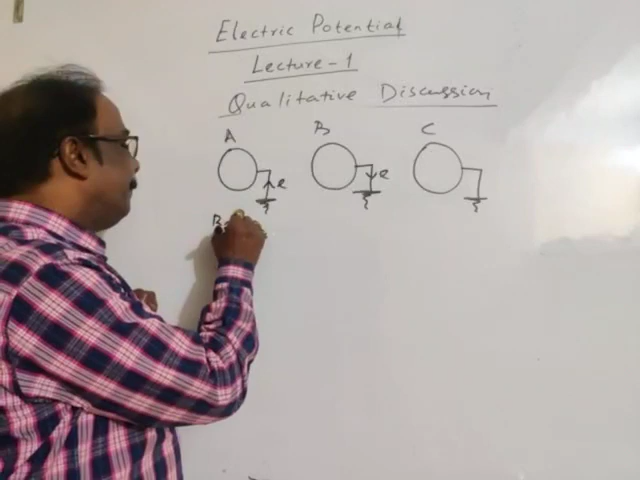 Electric Potential
Lecture - 1
Qualitative Discussion
A B C
e e